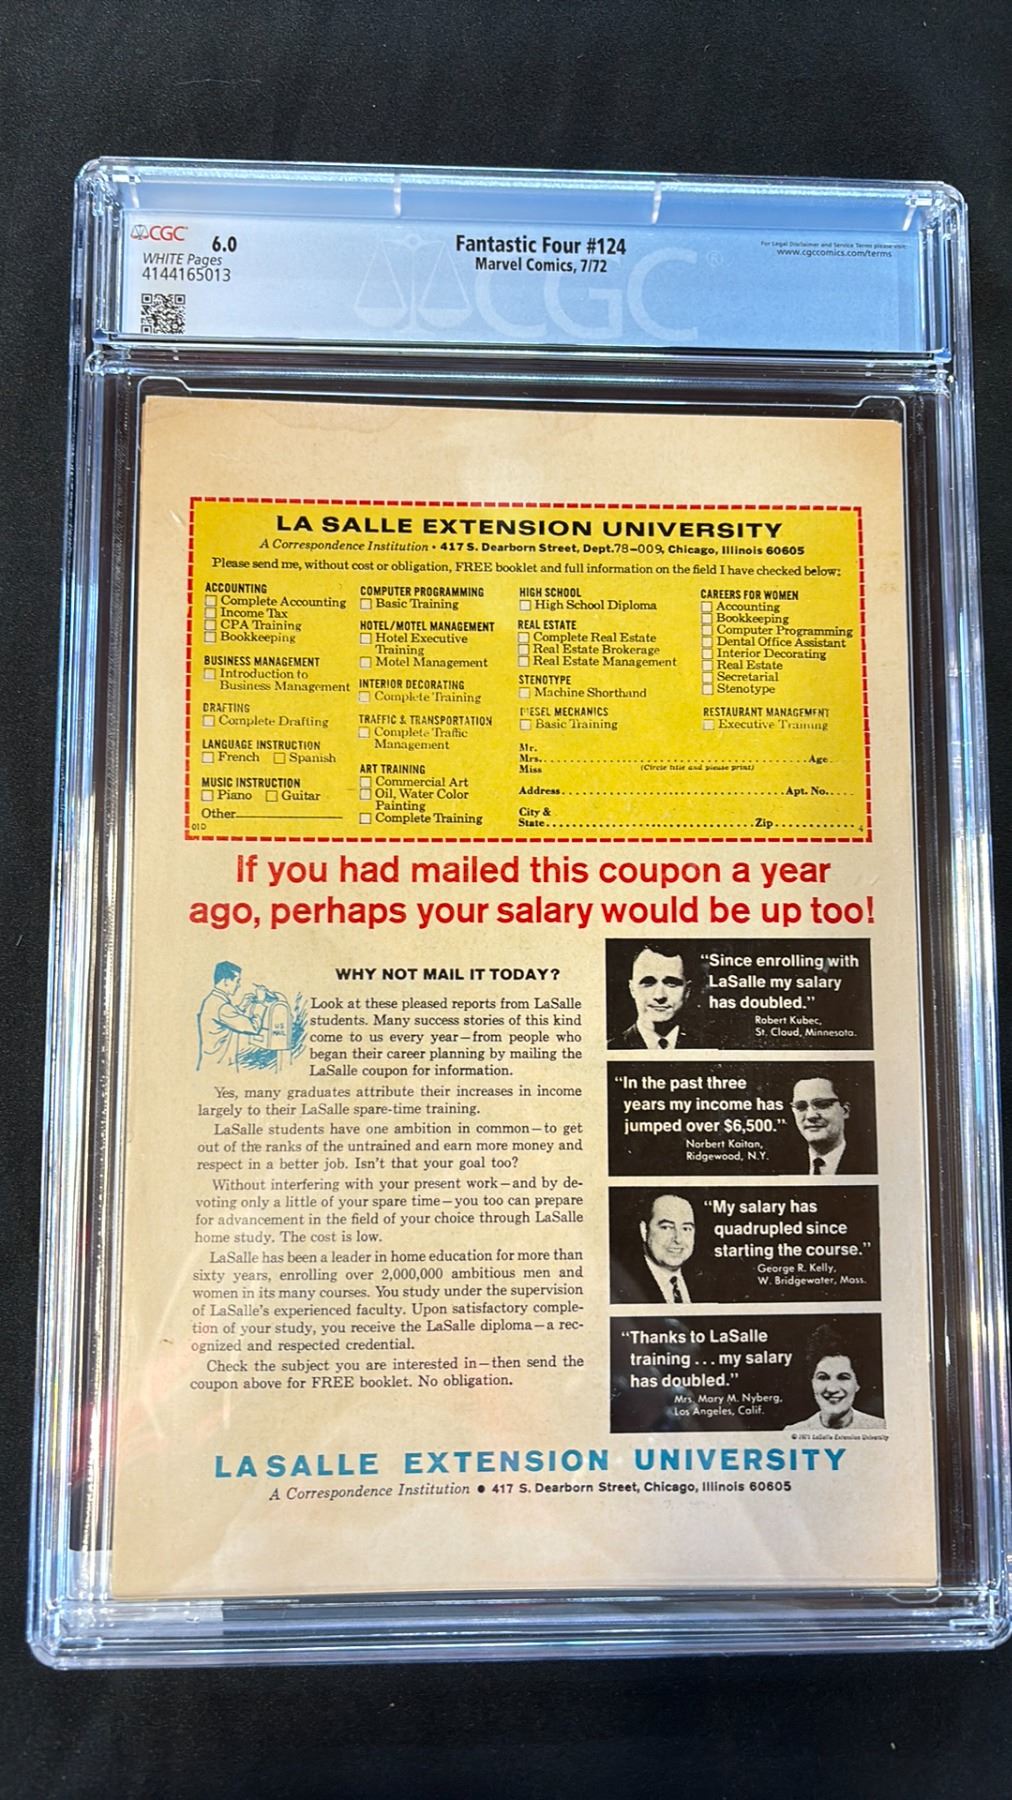 CGC 6.0
WHITE Pages
4144165013
Fantastic Four #124
Marvel Comics, 7/72
For Legal Disclaimer and Service Terms please visit:
www.cgccomics.com/terms
CGC
LA SALLE EXTENSION UNIVERSITY
A Correspondence Institution • 417 S. Dearborn Street, Dept.78-009, Chicago, Illinois 60605
Please send me, without cost or obligation, FREE booklet and full information on the field I have checked below:
ACCOUNTING
Complete Accounting
Income Tax
CPA Training
Bookkeeping
BUSINESS MANAGEMENT
Introduction to
Business Management
DRAFTING
Complete Drafting
LANGUAGE INSTRUCTION
French Spanish
MUSIC INSTRUCTION
Piano Guitar
Other
01D
COMPUTER PROGRAMMING
Basic Training
HOTEL/MOTEL MANAGEMENT
Hotel Executive
Training
Motel Management
INTERIOR DECORATING
Complete Training
TRAFFIC & TRANSPORTATION
Complete Traffic
Management
ART TRAINING
Commercial Art
Oil, Water Color
Painting
Complete Training
HIGH SCHOOL
High School Diploma
REAL ESTATE
Complete Real Estate
Real Estate Brokerage
Real Estate Management
STENOTYPE
Machine Shorthand
DIESEL MECHANICS
Basic Training
CAREERS FOR WOMEN
Accounting
Bookkeeping
Computer Programming
Dental Office Assistant
Interior Decorating
Real Estate
Secretarial
Stenotype
RESTAURANT MANAGEMENT
Executive Training
Mr.
Mrs. Age
Miss (Circle title and please print)
Address Apt. No.
City &
State Zip
4
If you had mailed this coupon a year
ago, perhaps your salary would be up too!
WHY NOT MAIL IT TODAY?
U S
MAIL
Look at these pleased reports from LaSalle
students. Many success stories of this kind
come to us every year—from people who
began their career planning by mailing the
LaSalle coupon for information.
Yes, many graduates attribute their increases in income
largely to their LaSalle spare-time training.
LaSalle students have one ambition in common—to get
out of the ranks of the untrained and earn more money and
respect in a better job. Isn't that your goal too?
Without interfering with your present work—and by de-
voting only a little of your spare time—you too can prepare
for advancement in the field of your choice through LaSalle
home study. The cost is low.
LaSalle has been a leader in home education for more than
sixty years, enrolling over 2,000,000 ambitious men and
women in its many courses. You study under the supervision
of LaSalle's experienced faculty. Upon satisfactory comple-
tion of your study, you receive the LaSalle diploma—a rec-
ognized and respected credential.
Check the subject you are interested in—then send the
coupon above for FREE booklet. No obligation.
"Since enrolling with
LaSalle my salary
has doubled."
Robert Kubec,
St. Cloud, Minnesota.
"In the past three
years my income has
jumped over $6,500."
Norbert Kaitan,
Ridgewood, N.Y.
"My salary has
quadrupled since
starting the course."
George R. Kelly,
W. Bridgewater, Mass.
"Thanks to LaSalle
training . . . my salary
has doubled."
Mrs. Mary M. Nyberg,
Los Angeles, Calif.
© 1971 LaSalle Extension University
LASALLE EXTENSION UNIVERSITY
A Correspondence Institution • 417 S. Dearborn Street, Chicago, Illinois 60605